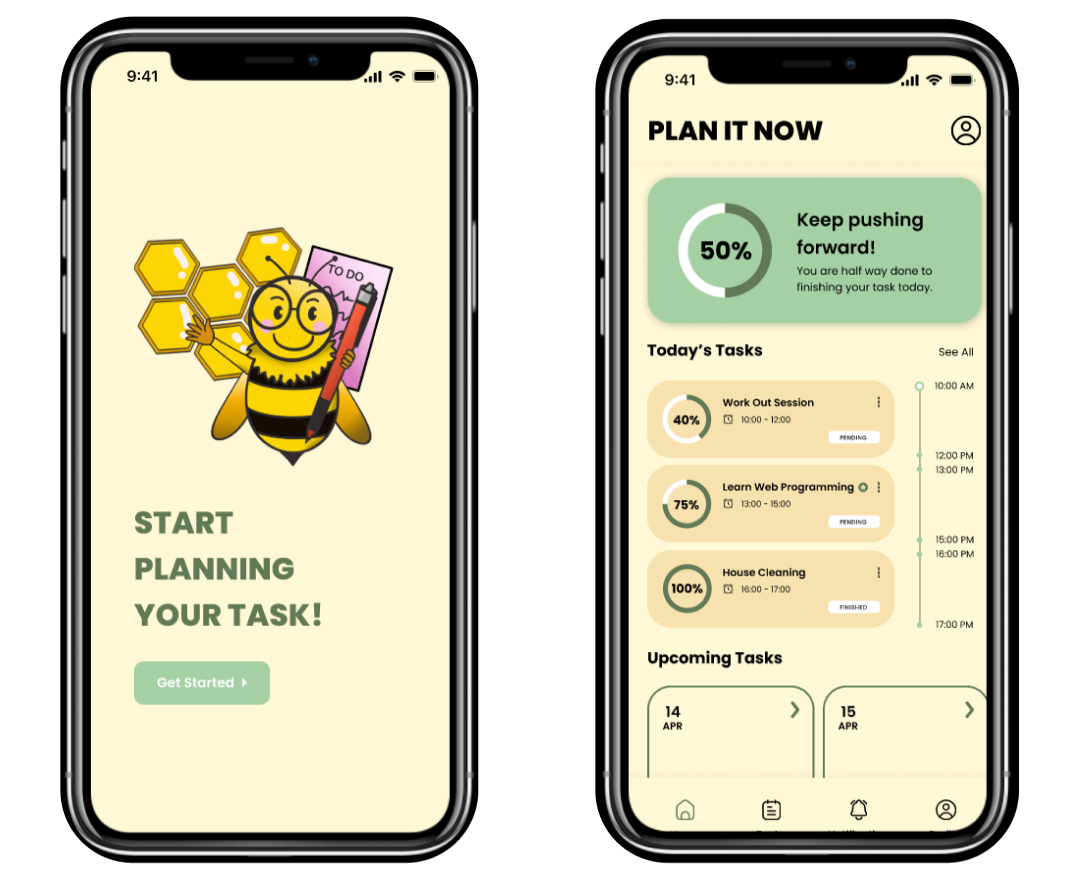 9:41
TO DO
START
PLANNING
YOUR TASK!
Get Started
9:41
PLAN IT NOW
50%
Keep pushing
forward!
You are half way done to
finishing your task today.
Today's Tasks
See All
40%
Work Out Session
10:00 - 12:00
PENDING
75%
Learn Web Programming
13:00 - 15:00
PENDING
100%
House Cleaning
16:00 - 17:00
FINISHED
10:00 AM
12:00 PM
13:00 PM
15:00 PM
16:00 PM
17:00 PM
Upcoming Tasks
14
APR
15
APR